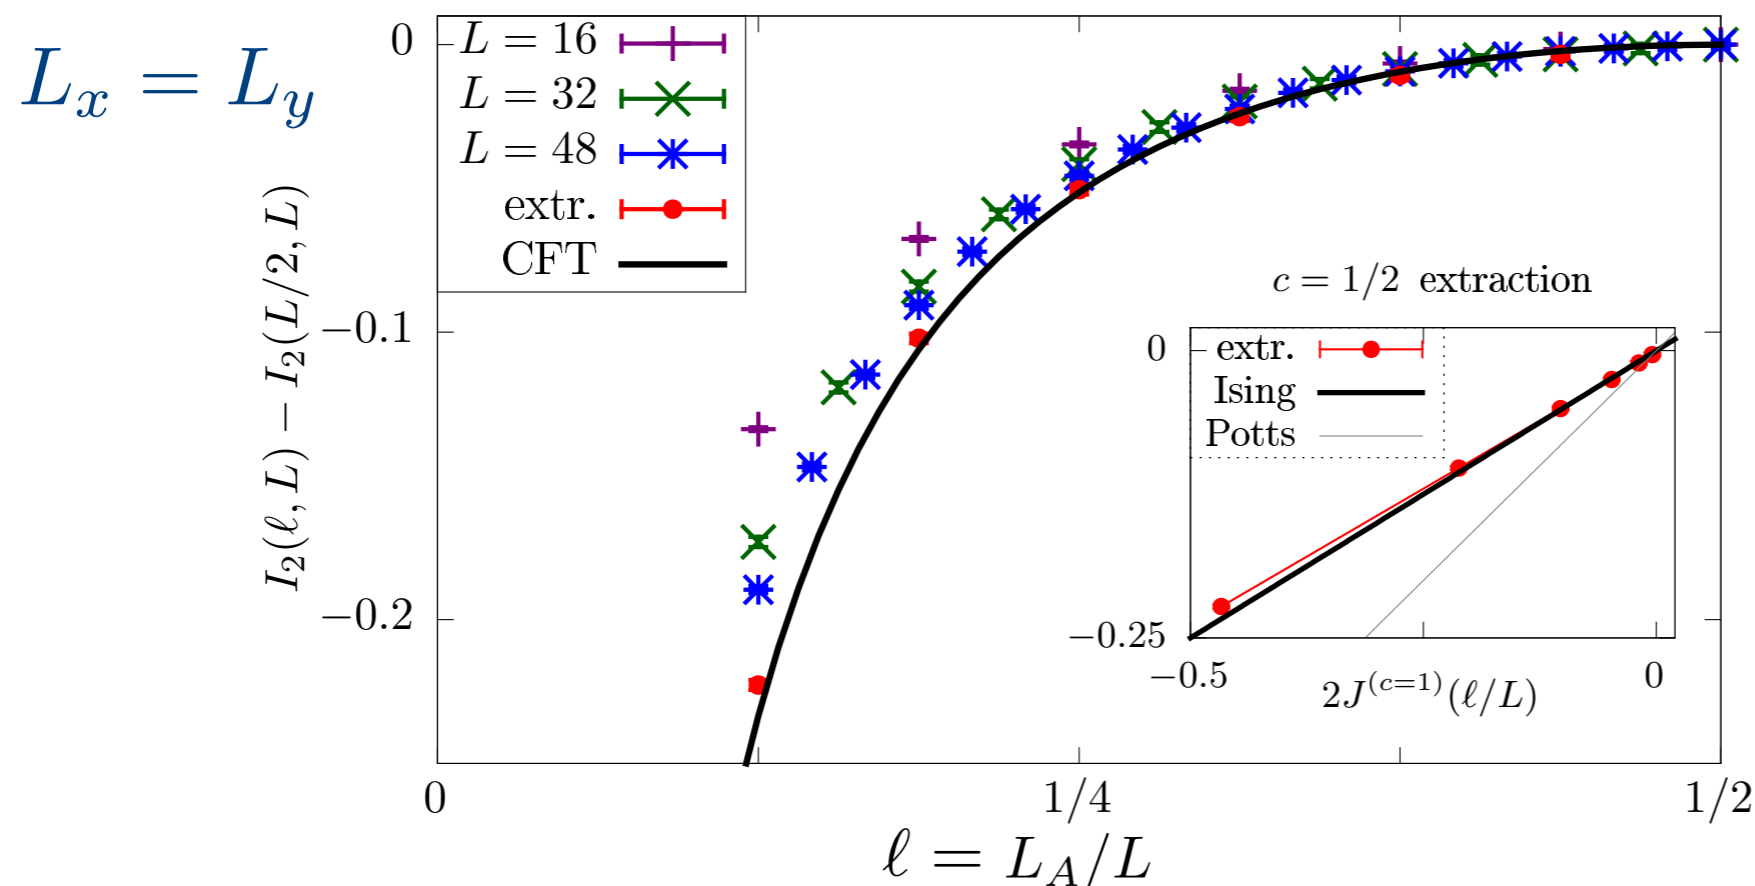 L_x = L_y
I_2(ℓ, L) − I_2(L/2, L)
0
−0.1
−0.2
L = 16
L = 32
L = 48
extr.
CFT
c = 1/2 extraction
0
−0.25
extr.
Ising
Potts
−0.5
0
2J^{(c=1)}(ℓ/L)
0
1/4
1/2
ℓ = L_A/L